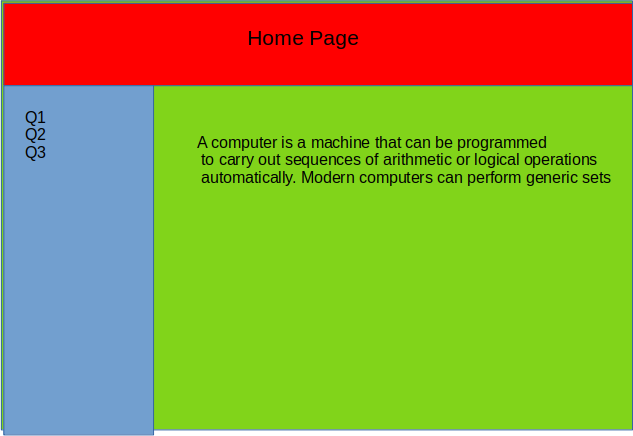 Home Page
Q1
Q2
Q3
A computer is a machine that can be programmed
to carry out sequences of arithmetic or logical operations
automatically. Modern computers can perform generic sets